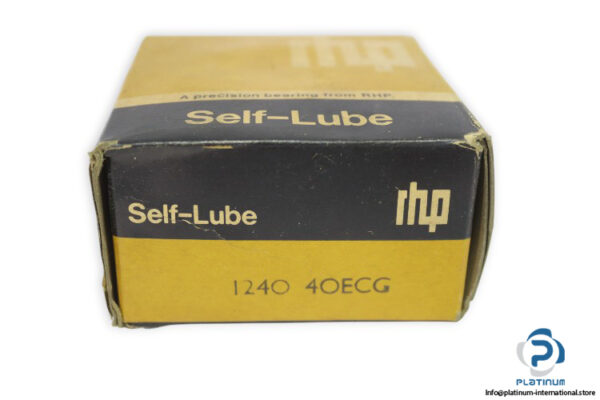 rhp
A precision bearing from RHP.
Self-Lube
Self-Lube
rhp
1240 40ECG
PLATINUM
Info@platinum-international.store